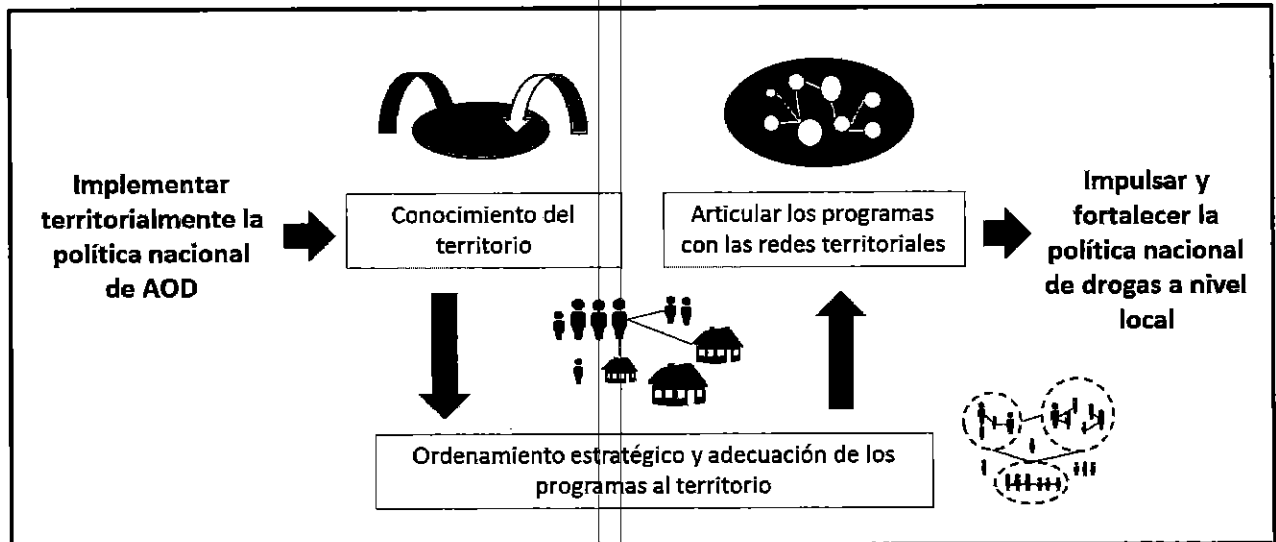 Implementar
territorialmente la
política nacional
de AOD
Conocimiento del
territorio
Articular los programas
con las redes territoriales
Impulsar y
fortalecer la
política nacional
de drogas a nivel
local
Ordenamiento estratégico y adecuación de los
programas al territorio